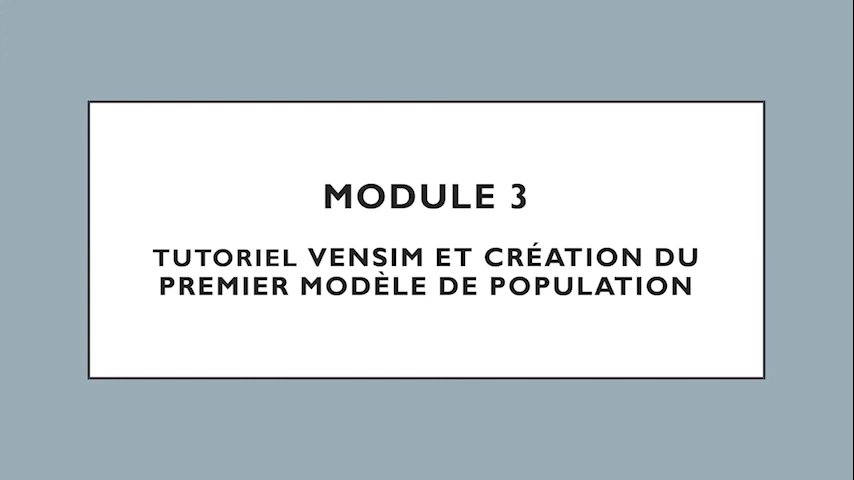 MODULE 3
TUTORIEL VENSIM ET CRÉATION DU
PREMIER MODÈLE DE POPULATION